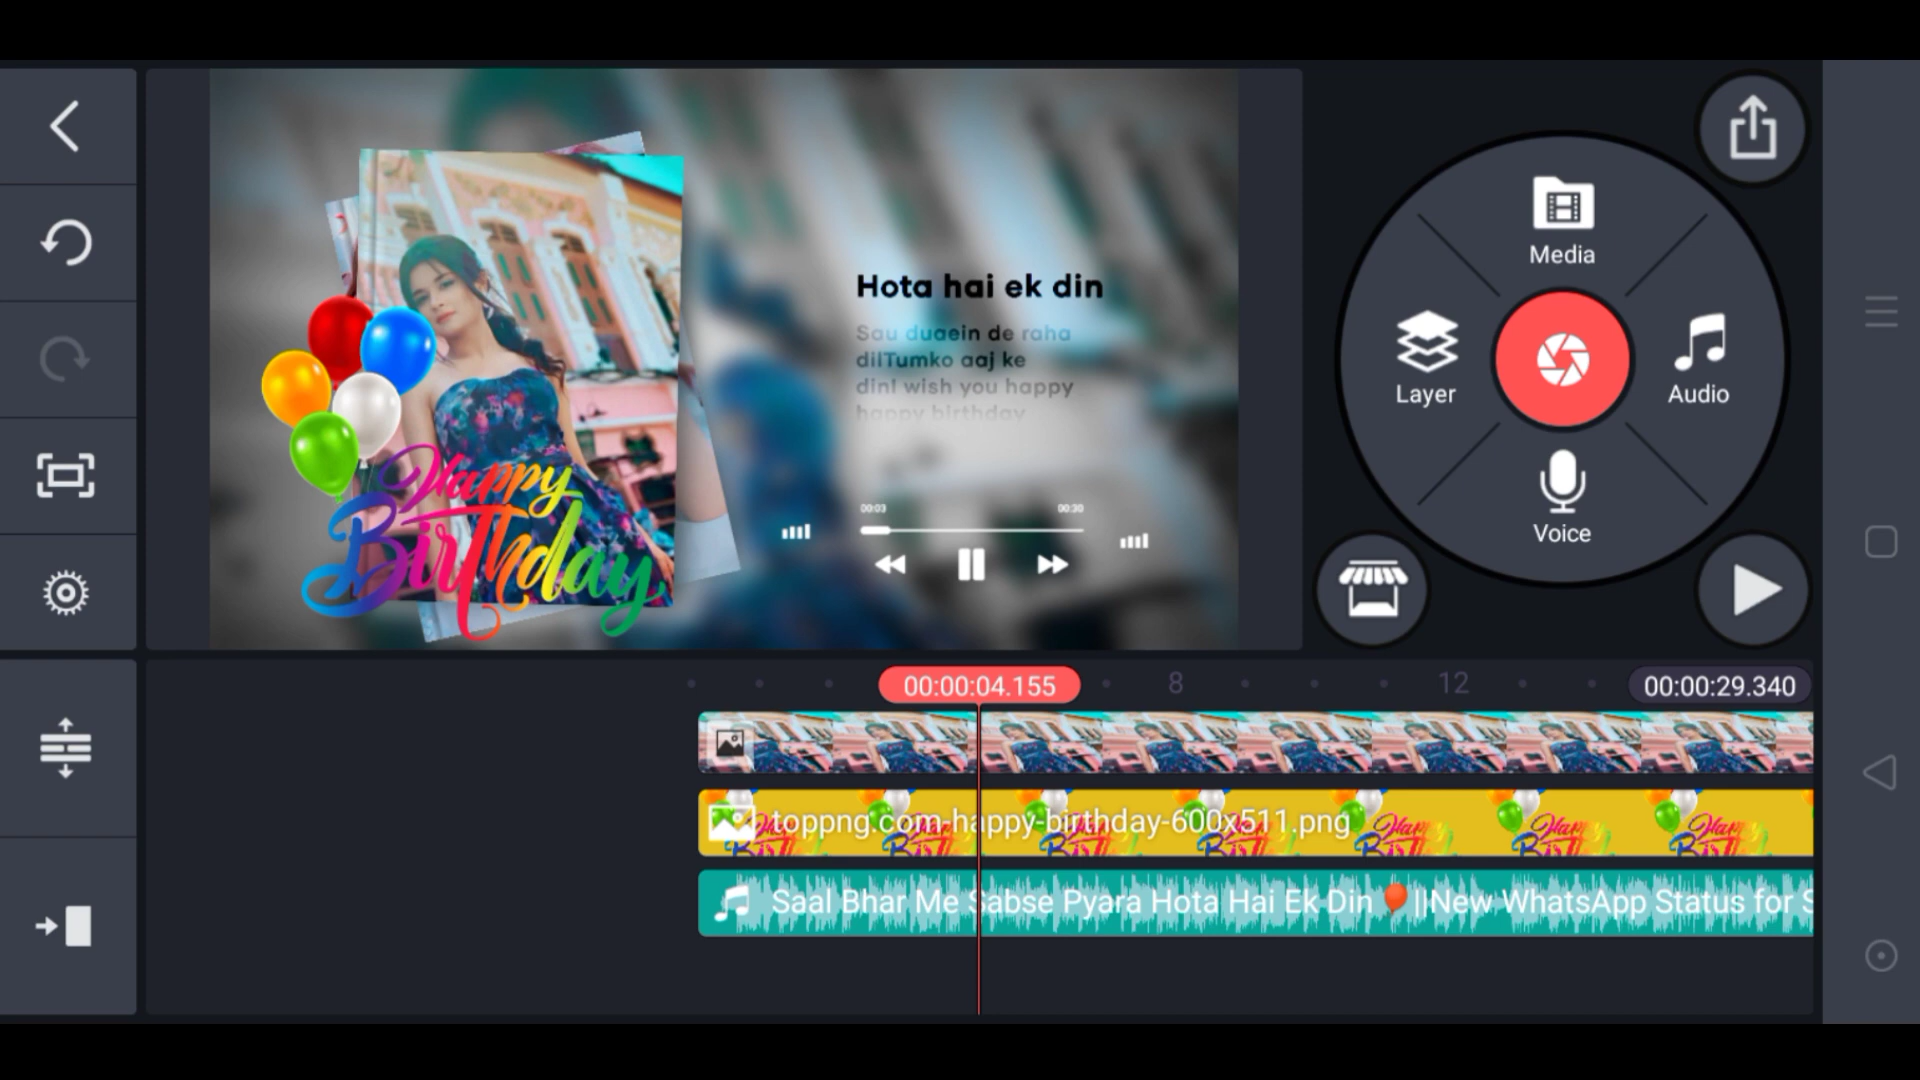 Hota hai ek din
Sau duaein de raha
dilTumko aaj ke
dinI wish you happy
happy birthday
00:03
00:30
Happy
Birthday
Media
Layer
Audio
Voice
00:00:04.155
8
12
00:00:29.340
toppng.com-happy-birthday-600x511.png
Saal Bhar Me Sabse Pyara Hota Hai Ek Din🎈||New WhatsApp Status for S